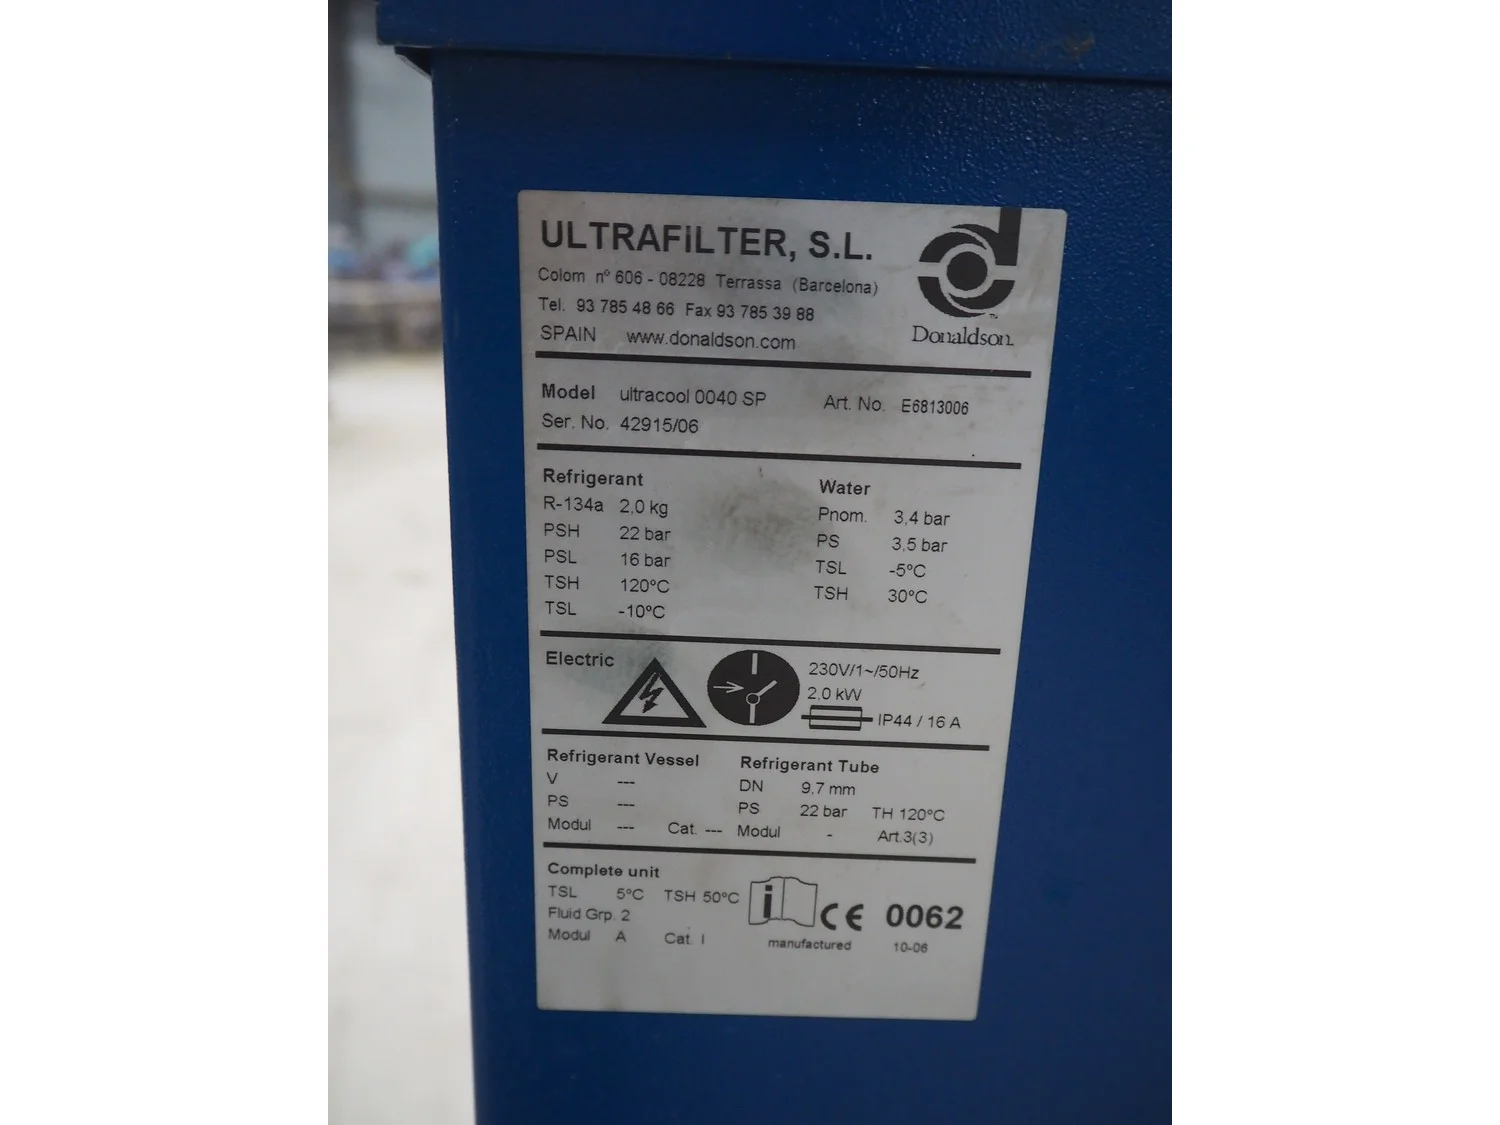 ULTRAFILTER, S.L.
Colom nº 606 - 08228 Terrassa (Barcelona)
Tel. 93 785 48 66 Fax 93 785 39 88
SPAIN www.donaldson.com
Donaldson
Model ultracool 0040 SP Art. No. E6813006
Ser. No. 42915/06
Refrigerant
R-134a 2,0 kg
PSH 22 bar
PSL 16 bar
TSH 120°C
TSL -10°C
Water
Pnom. 3,4 bar
PS 3,5 bar
TSL -5°C
TSH 30°C
Electric
230V/1~/50Hz
2.0 kW
IP44 / 16 A
Refrigerant Vessel
V ---
PS ---
Modul --- Cat. ---
Refrigerant Tube
DN 9,7 mm
PS 22 bar TH 120°C
Modul - Art.3(3)
Complete unit
TSL 5°C TSH 50°C
Fluid Grp. 2
Modul A Cat. I
i CE 0062
manufactured 10-06